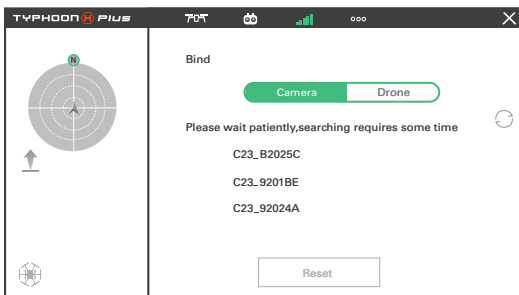 TYPHOON H PLUS
N
Bind
Camera Drone
Please wait patiently,searching requires some time
C23_B2025C
C23_9201BE
C23_92024A
Reset